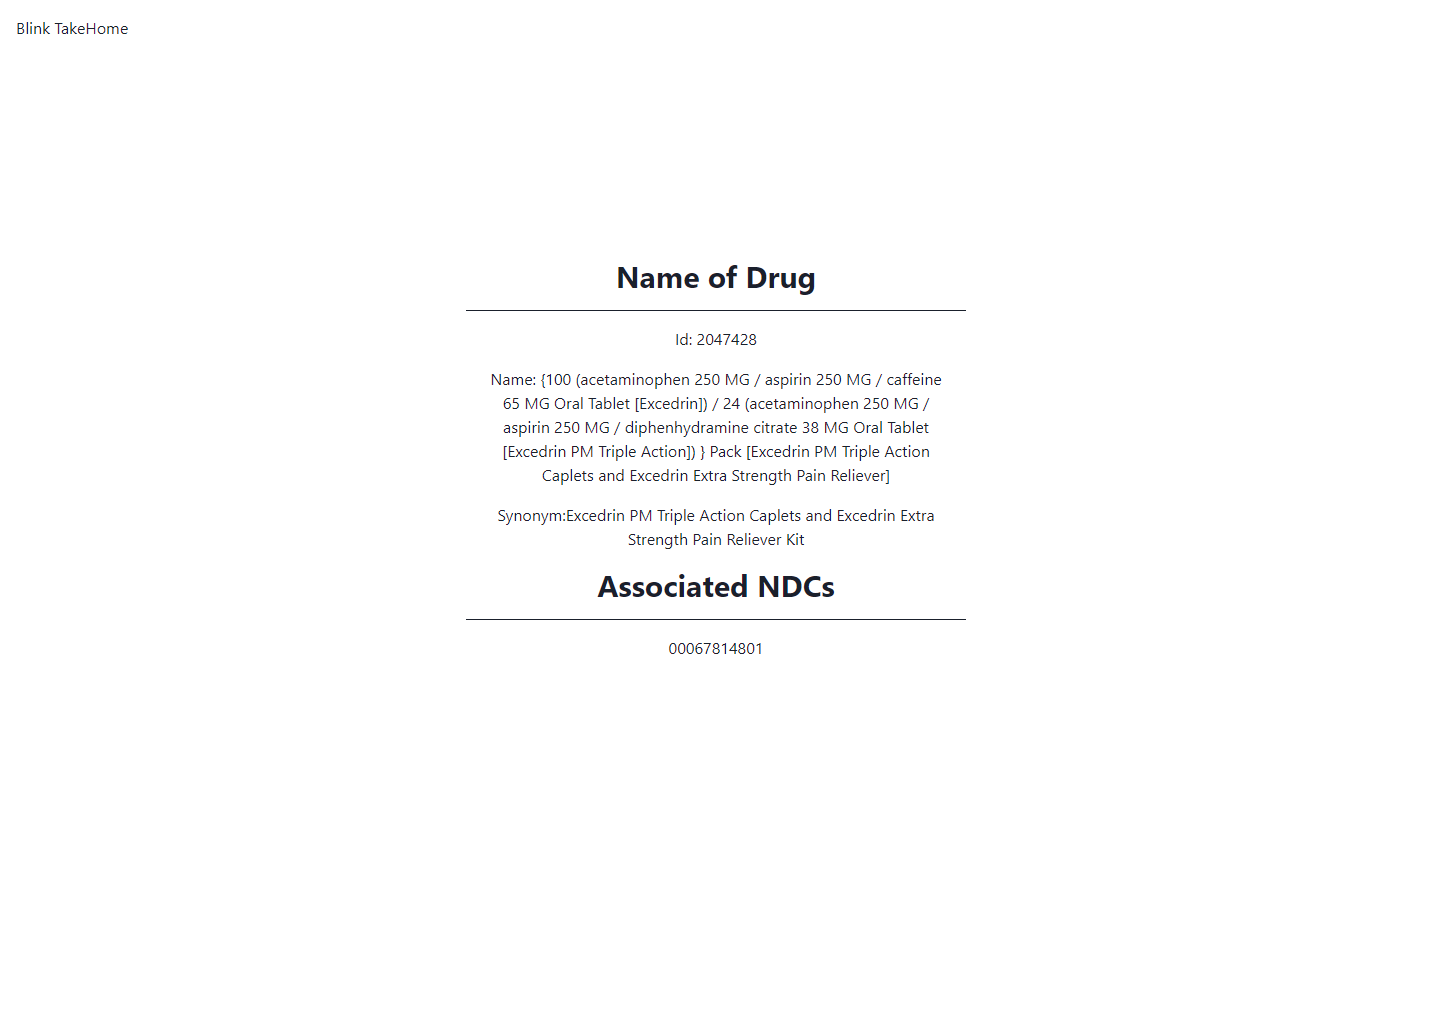 Blink TakeHome
Name of Drug
Id: 2047428
Name: {100 (acetaminophen 250 MG / aspirin 250 MG / caffeine
65 MG Oral Tablet [Excedrin]) / 24 (acetaminophen 250 MG /
aspirin 250 MG / diphenhydramine citrate 38 MG Oral Tablet
[Excedrin PM Triple Action]) } Pack [Excedrin PM Triple Action
Caplets and Excedrin Extra Strength Pain Reliever]
Synonym:Excedrin PM Triple Action Caplets and Excedrin Extra
Strength Pain Reliever Kit
Associated NDCs
00067814801